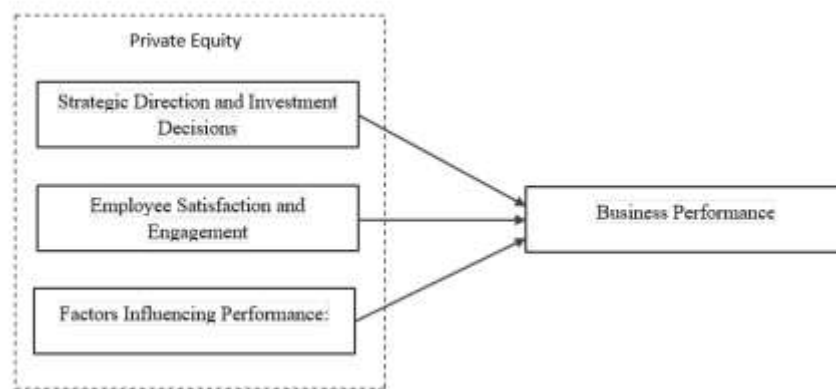 Private Equity
Strategic Direction and Investment
Decisions
Employee Satisfaction and
Engagement
Business Performance
Factors Influencing Performance: